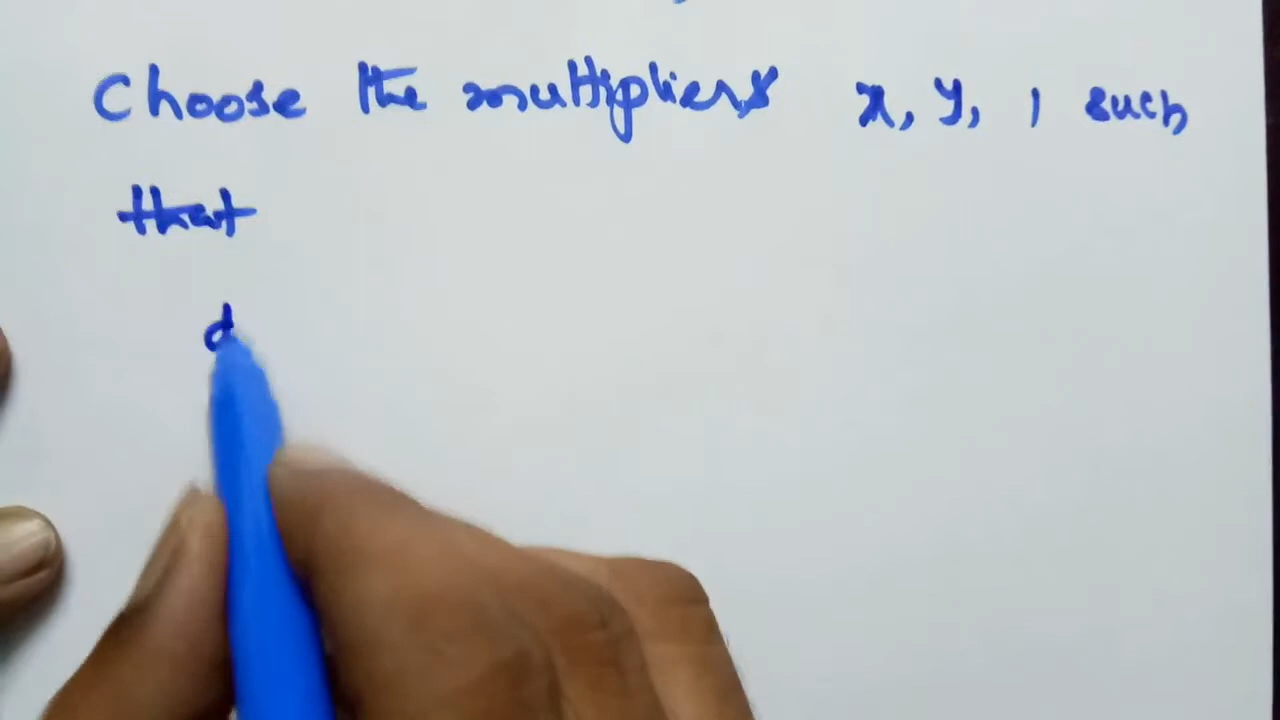 Choose the multipliers x, y, 1 such
that
d